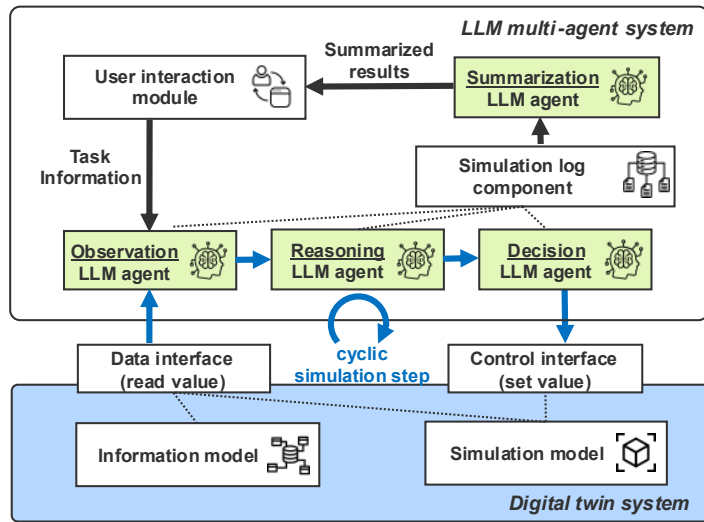 LLM multi-agent system
Summarized
results
User interaction
module
Summarization
LLM agent
Task
Information
Simulation log
component
Observation
LLM agent
Reasoning
LLM agent
Decision
LLM agent
cyclic
simulation step
Data interface
(read value)
Control interface
(set value)
Information model
Simulation model
Digital twin system